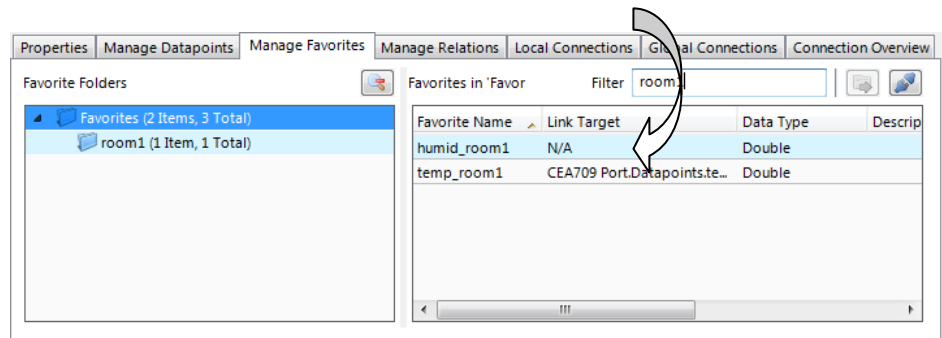 Properties Manage Datapoints Manage Favorites Manage Relations Local Connections Global Connections Connection Overview
Favorite Folders
Favorites in 'Favor Filter room1
Favorites (2 Items, 3 Total)
room1 (1 Item, 1 Total)
Favorite Name Link Target Data Type Descrip
humid_room1 N/A Double
temp_room1 CEA709 Port.Datapoints.te... Double